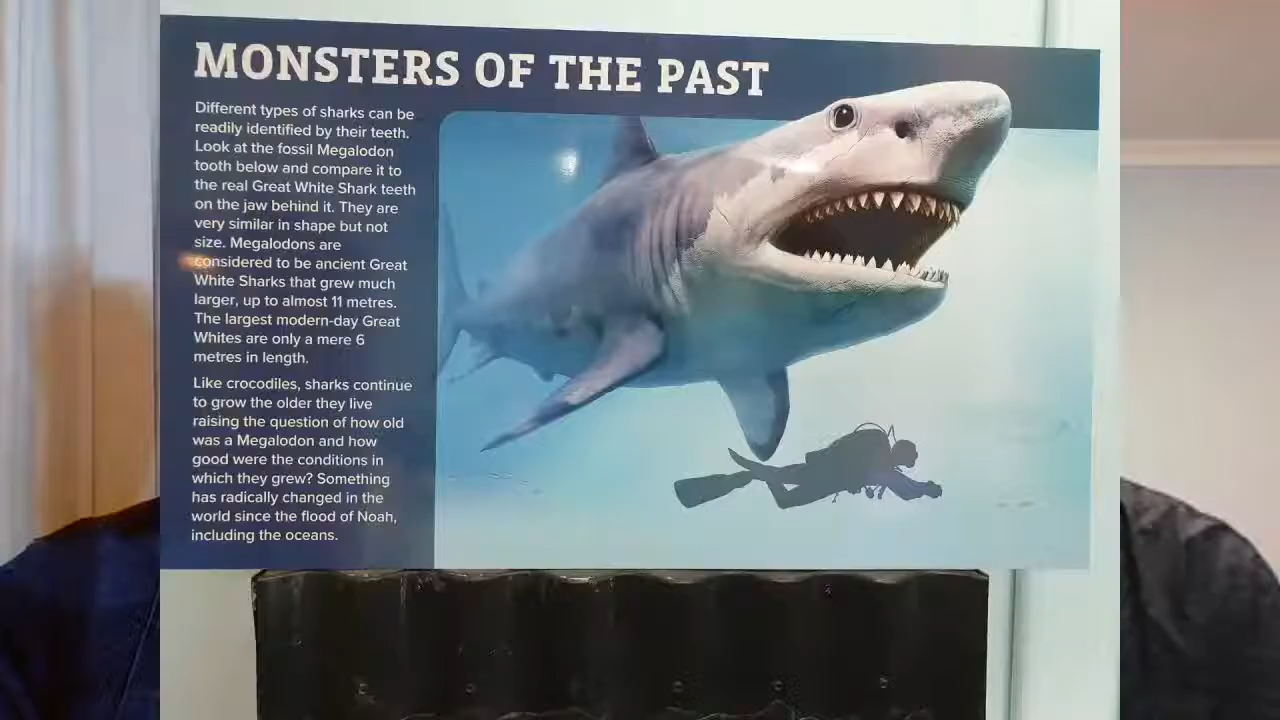 MONSTERS OF THE PAST
Different types of sharks can be
readily identified by their teeth.
Look at the fossil Megalodon
tooth below and compare it to
the real Great White Shark teeth
on the jaw behind it. They are
very similar in shape but not
size. Megalodons are
considered to be ancient Great
White Sharks that grew much
larger, up to almost 11 metres.
The largest modern-day Great
Whites are only a mere 6
metres in length.
Like crocodiles, sharks continue
to grow the older they live
raising the question of how old
was a Megalodon and how
good were the conditions in
which they grew? Something
has radically changed in the
world since the flood of Noah,
including the oceans.